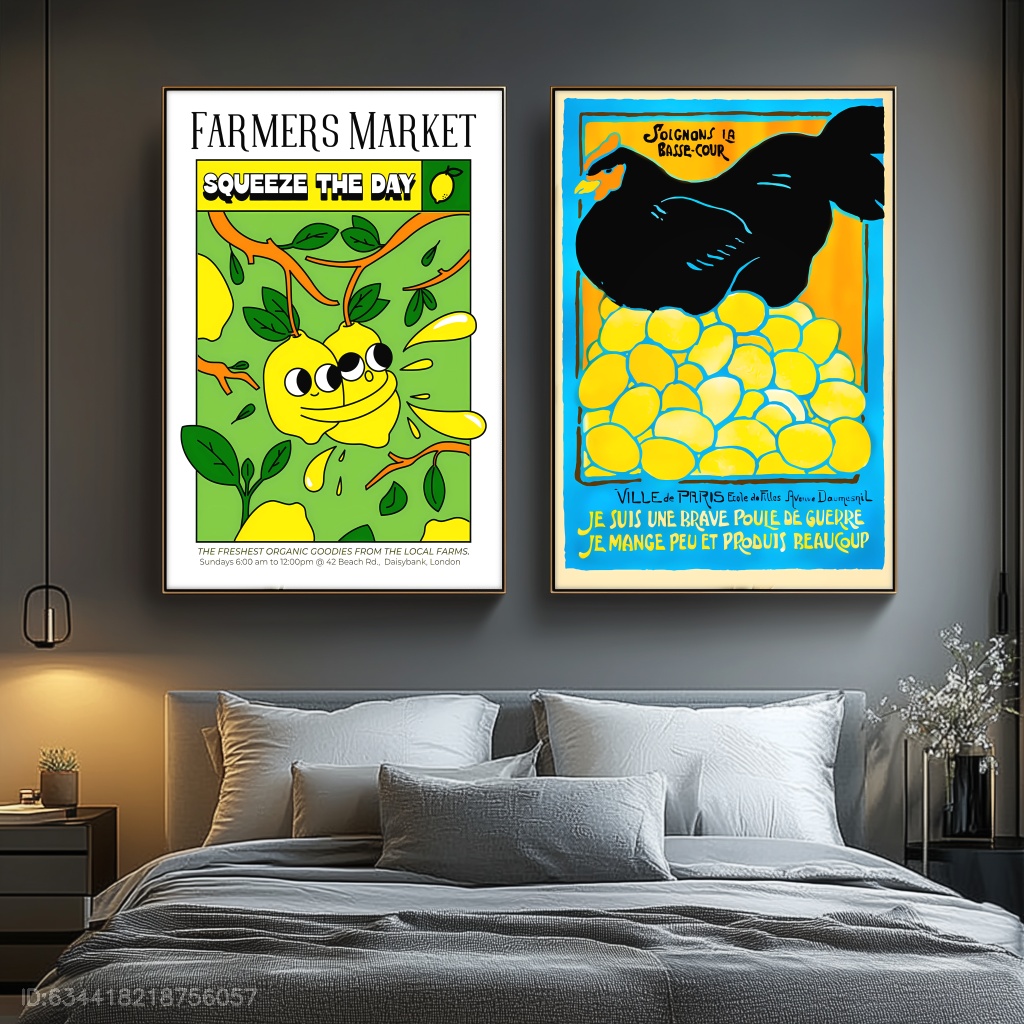 FARMERS MARKET
SQUEEZE THE DAY
THE FRESHEST ORGANIC GOODIES FROM THE LOCAL FARMS.
Sundays 6:00 am to 12:00pm @ 42 Beach Rd., Daisybank, London
SOIGNONS LA
BASSE-COUR
VILLE de PARIS Ecole de Filles Avenue Daumesnil
JE SUIS UNE BRAVE POULE DE GUERRE
JE MANGE PEU ET PRODUIS BEAUCOUP
ID:634418218756057